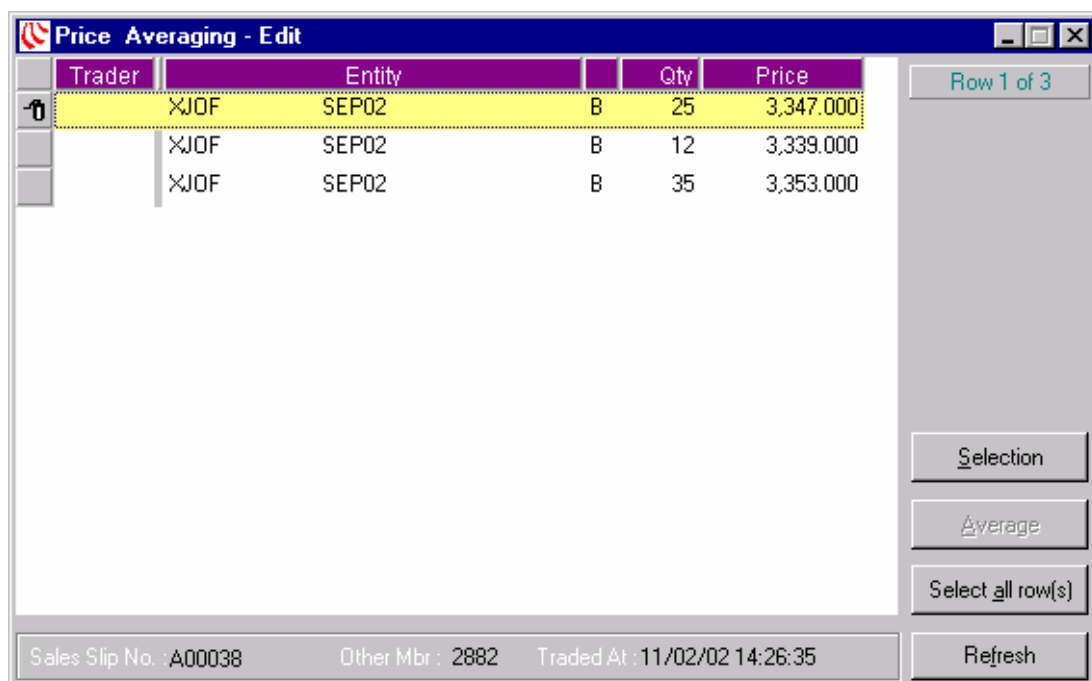 Price Averaging - Edit
Trader Entity Qty Price
Row 1 of 3
XJOF SEP02 B 25 3,347.000
XJOF SEP02 B 12 3,339.000
XJOF SEP02 B 35 3,353.000
Selection
Average
Select all row(s)
Sales Slip No. : A00038 Other Mbr : 2882 Traded At : 11/02/02 14:26:35
Refresh